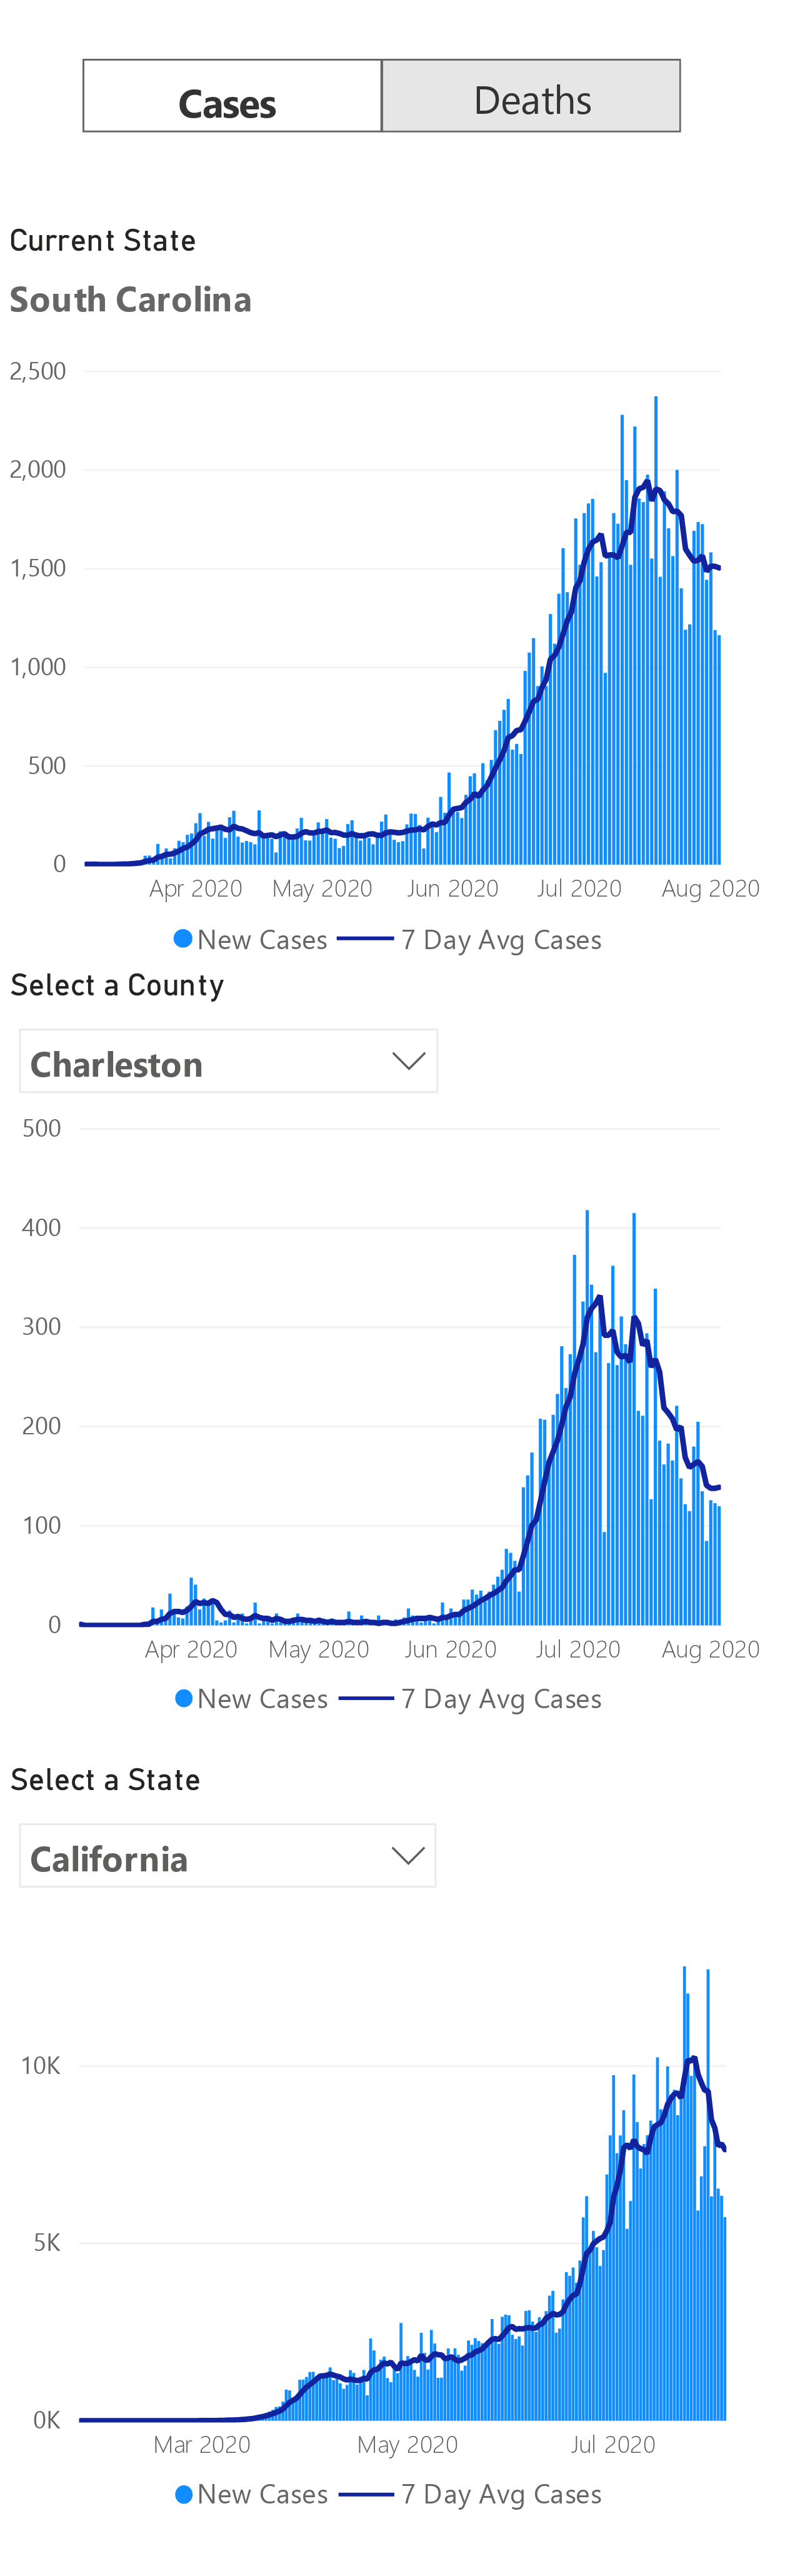 Cases Deaths
Current State
South Carolina
2,500
2,000
1,500
1,000
500
0
Apr 2020 May 2020 Jun 2020 Jul 2020 Aug 2020
New Cases 7 Day Avg Cases
Select a County
Charleston
500
400
300
200
100
0
Apr 2020 May 2020 Jun 2020 Jul 2020 Aug 2020
New Cases 7 Day Avg Cases
Select a State
California
10K
5K
0K
Mar 2020 May 2020 Jul 2020
New Cases 7 Day Avg Cases